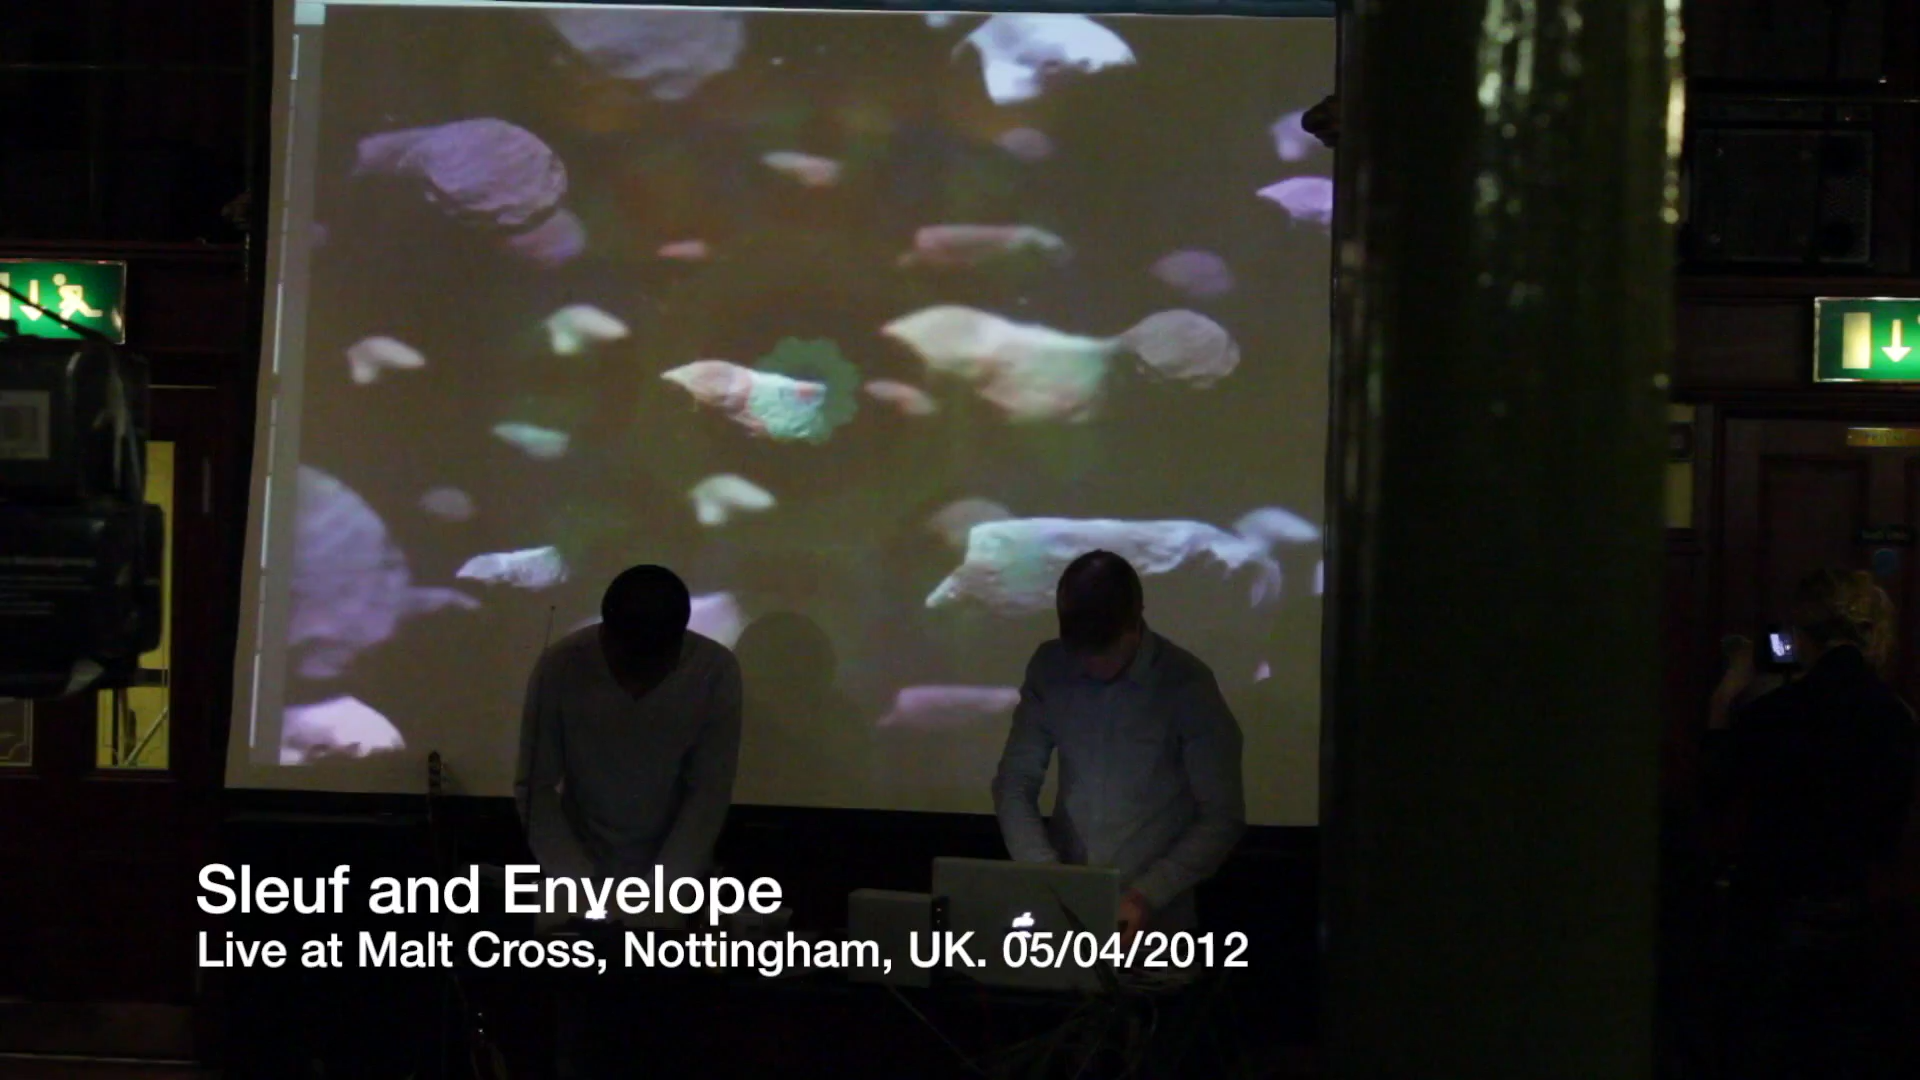 Sleuf and Envelope
Live at Malt Cross, Nottingham, UK. 05/04/2012